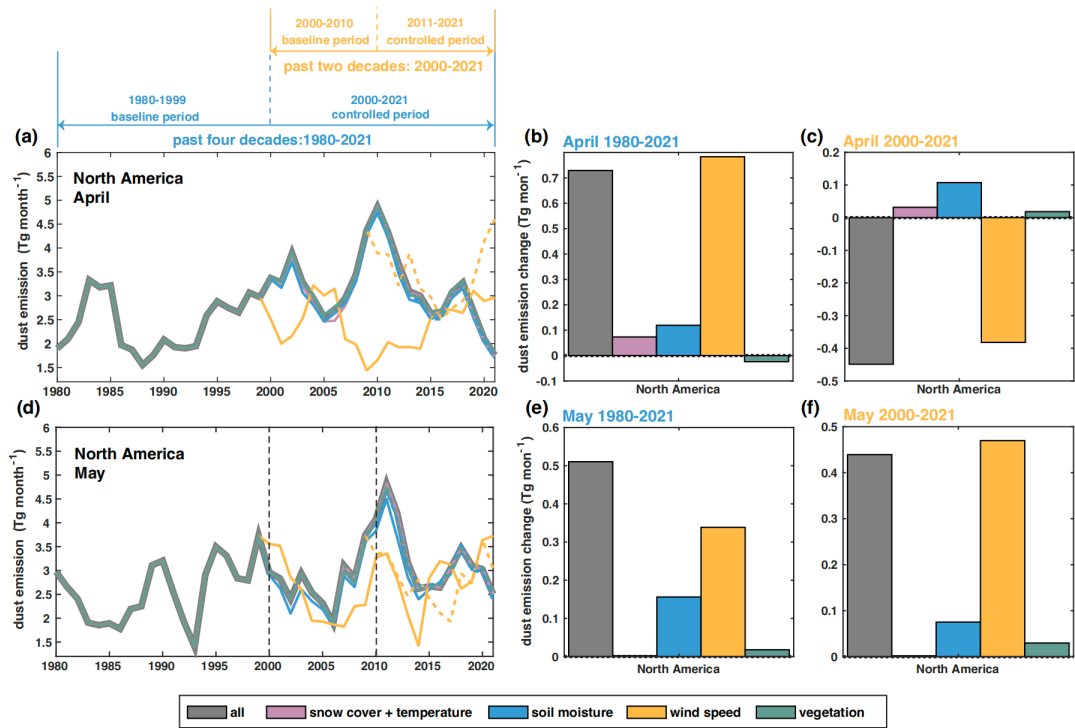 2000-2010
baseline period
2011-2021
controlled period
past two decades: 2000-2021
1980-1999
baseline period
2000-2021
controlled period
past four decades:1980-2021
(a)
North America
April
dust emission (Tg month⁻¹)
6
5.5
5
4.5
4
3.5
3
2.5
2
1.5
1980 1985 1990 1995 2000 2005 2010 2015 2020
(b)
April 1980-2021
dust emission change (Tg mon⁻¹)
0.7
0.6
0.5
0.4
0.3
0.2
0.1
0
-0.1
North America
(c)
April 2000-2021
0.2
0.1
0
-0.1
-0.2
-0.3
-0.4
-0.5
North America
(d)
North America
May
dust emission (Tg month⁻¹)
6
5.5
5
4.5
4
3.5
3
2.5
2
1.5
1980 1985 1990 1995 2000 2005 2010 2015 2020
(e)
May 1980-2021
dust emission change (Tg mon⁻¹)
0.6
0.5
0.4
0.3
0.2
0.1
0
North America
(f)
May 2000-2021
0.5
0.4
0.3
0.2
0.1
0
North America
all snow cover + temperature soil moisture wind speed vegetation